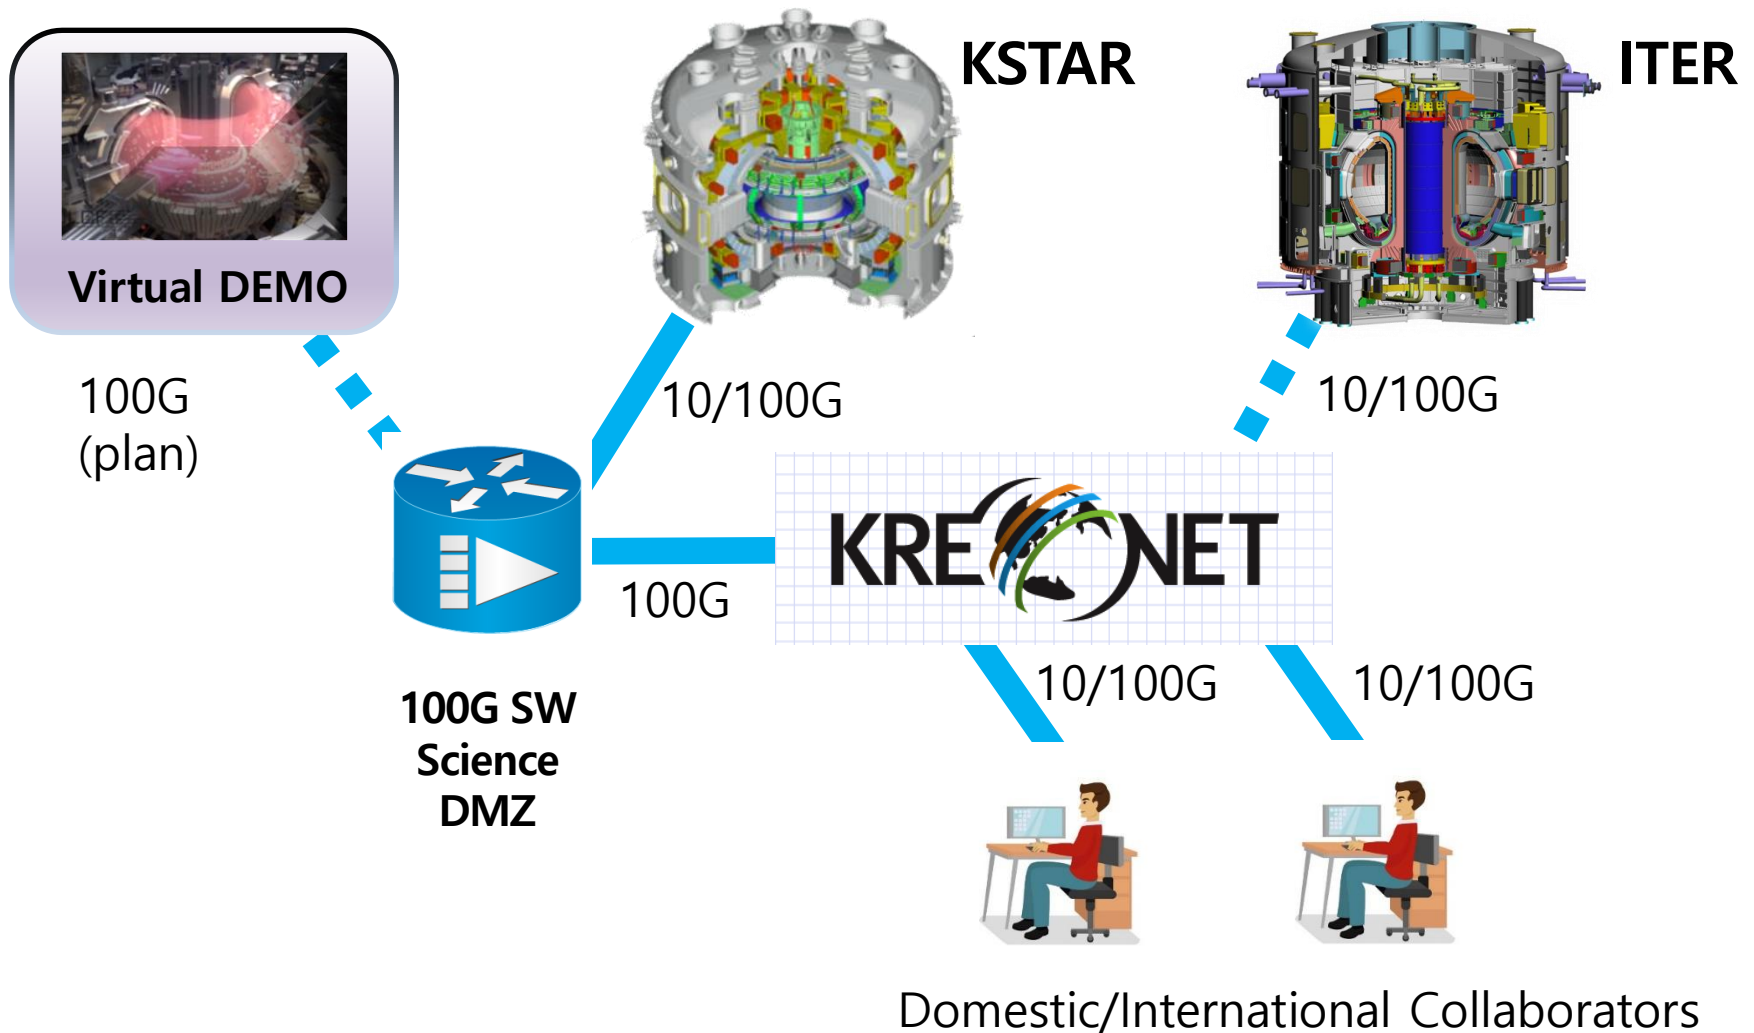 KSTAR
ITER
Virtual DEMO
100G
(plan)
10/100G
10/100G
KREONET
100G
10/100G
10/100G
100G SW
Science
DMZ
Domestic/International Collaborators